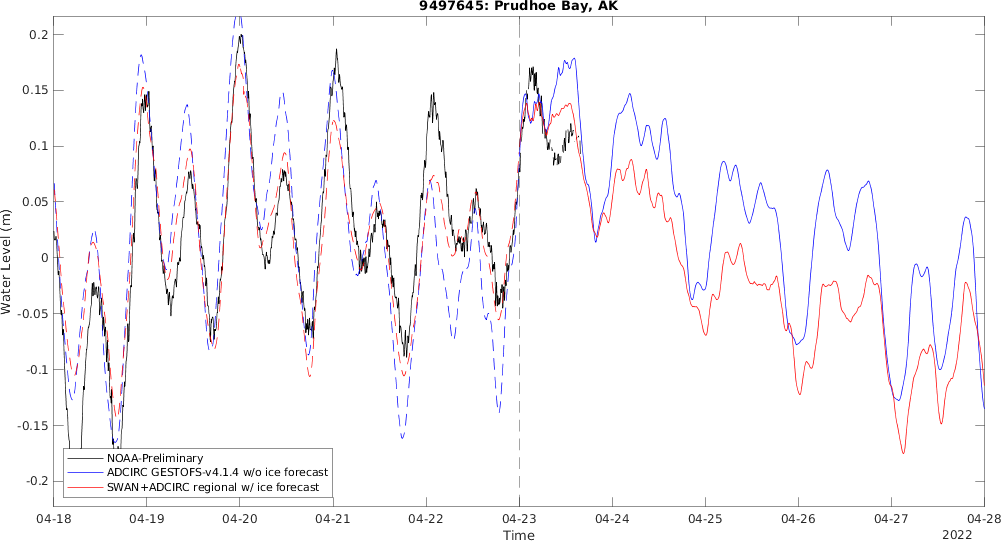 9497645: Prudhoe Bay, AK
0.2
0.15
0.1
0.05
0
-0.05
-0.1
-0.15
-0.2
Water Level (m)
NOAA-Preliminary
ADCIRC GESTOFS-v4.1.4 w/o ice forecast
SWAN+ADCIRC regional w/ ice forecast
04-18 04-19 04-20 04-21 04-22 04-23 04-24 04-25 04-26 04-27 04-28
Time
2022